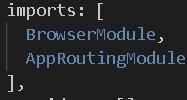 imports: [
BrowserModule,
AppRoutingModule
],